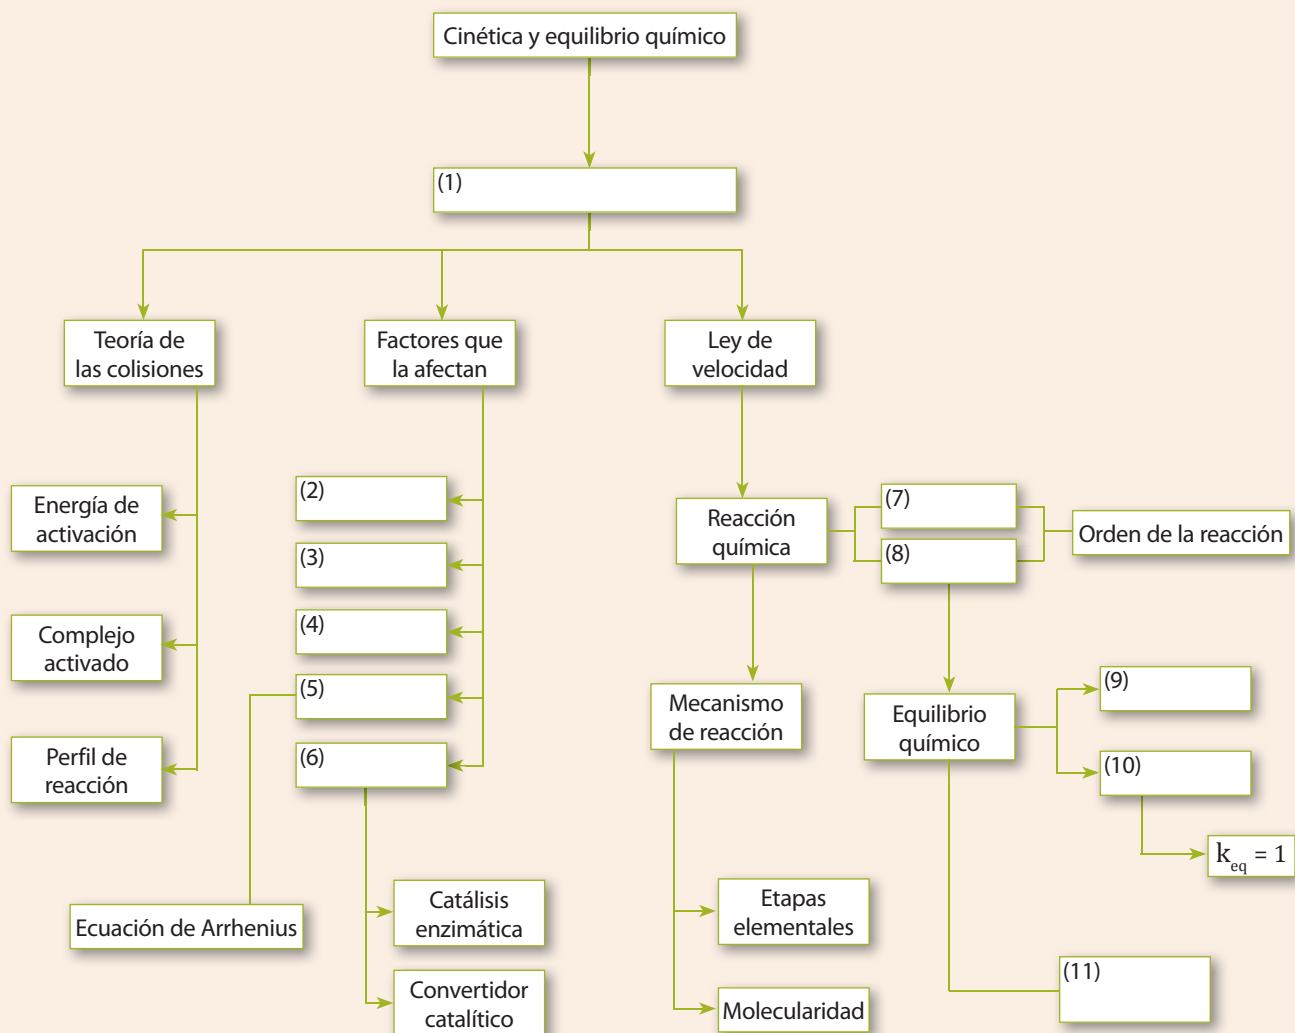 Cinética y equilibrio químico
(1)
Teoría de
las colisiones
Factores que
la afectan
Ley de
velocidad
Energía de
activación
Complejo
activado
Perfil de
reacción
(2)
(3)
(4)
(5)
(6)
Ecuación de Arrhenius
Catálisis
enzimática
Convertidor
catalítico
Reacción
química
(7)
(8)
Orden de la reacción
Mecanismo
de reacción
Equilibrio
químico
(9)
(10)
k_eq = 1
Etapas
elementales
Molecularidad
(11)